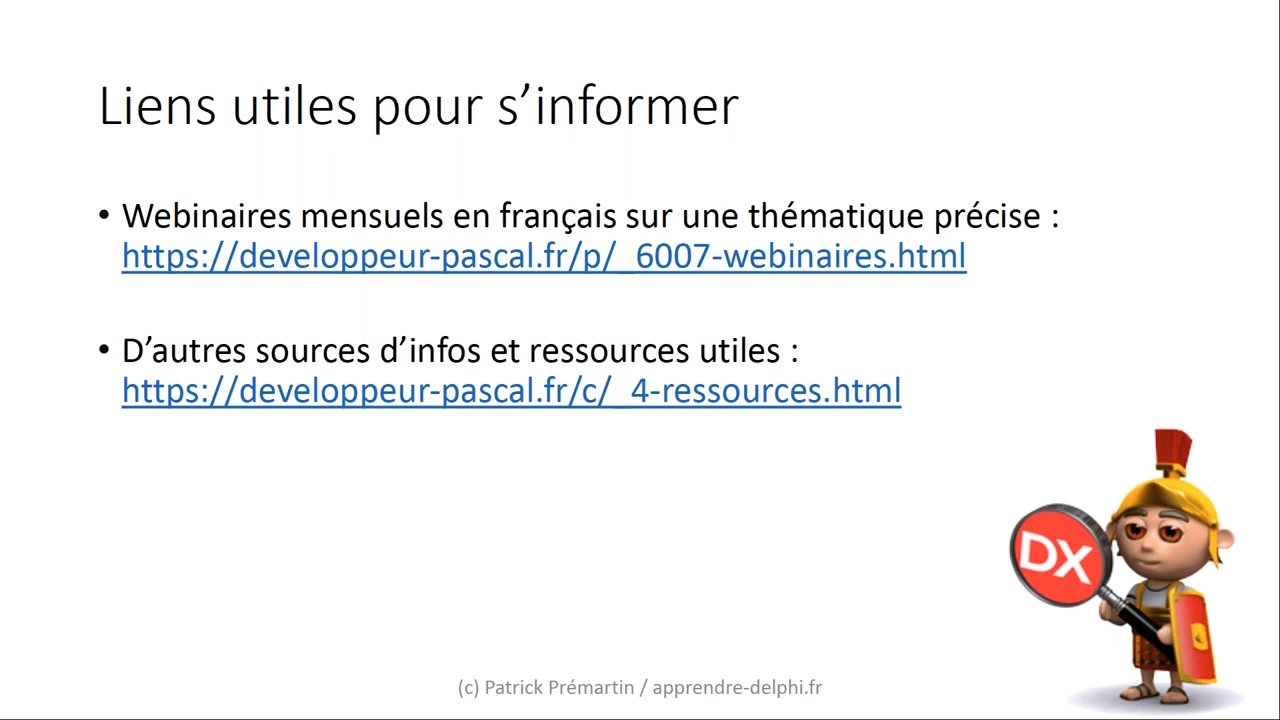 Liens utiles pour s’informer
• Webinaires mensuels en français sur une thématique précise :
https://developpeur-pascal.fr/p/_6007-webinaires.html
• D’autres sources d’infos et ressources utiles :
https://developpeur-pascal.fr/c/_4-ressources.html
DX
(c) Patrick Prémartin / apprendre-delphi.fr